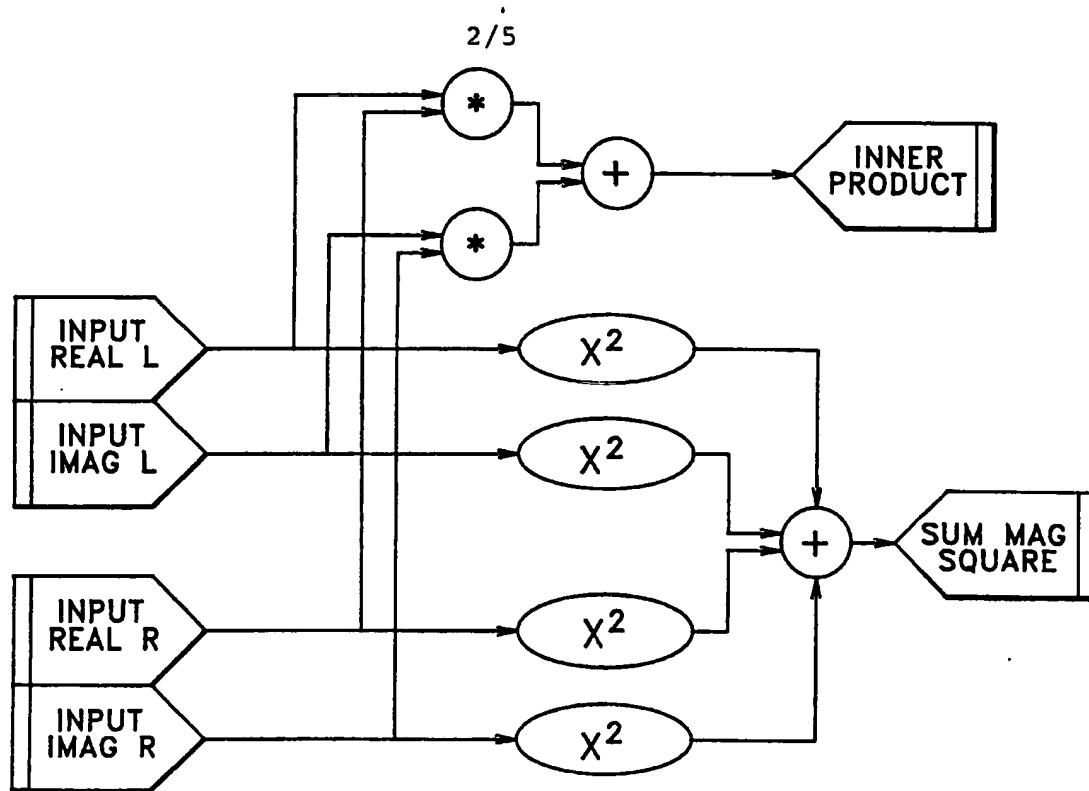 2/5
*
+
INNER
PRODUCT
*
INPUT
REAL L
X²
INPUT
IMAG L
X²
+
SUM MAG
SQUARE
INPUT
REAL R
X²
INPUT
IMAG R
X²